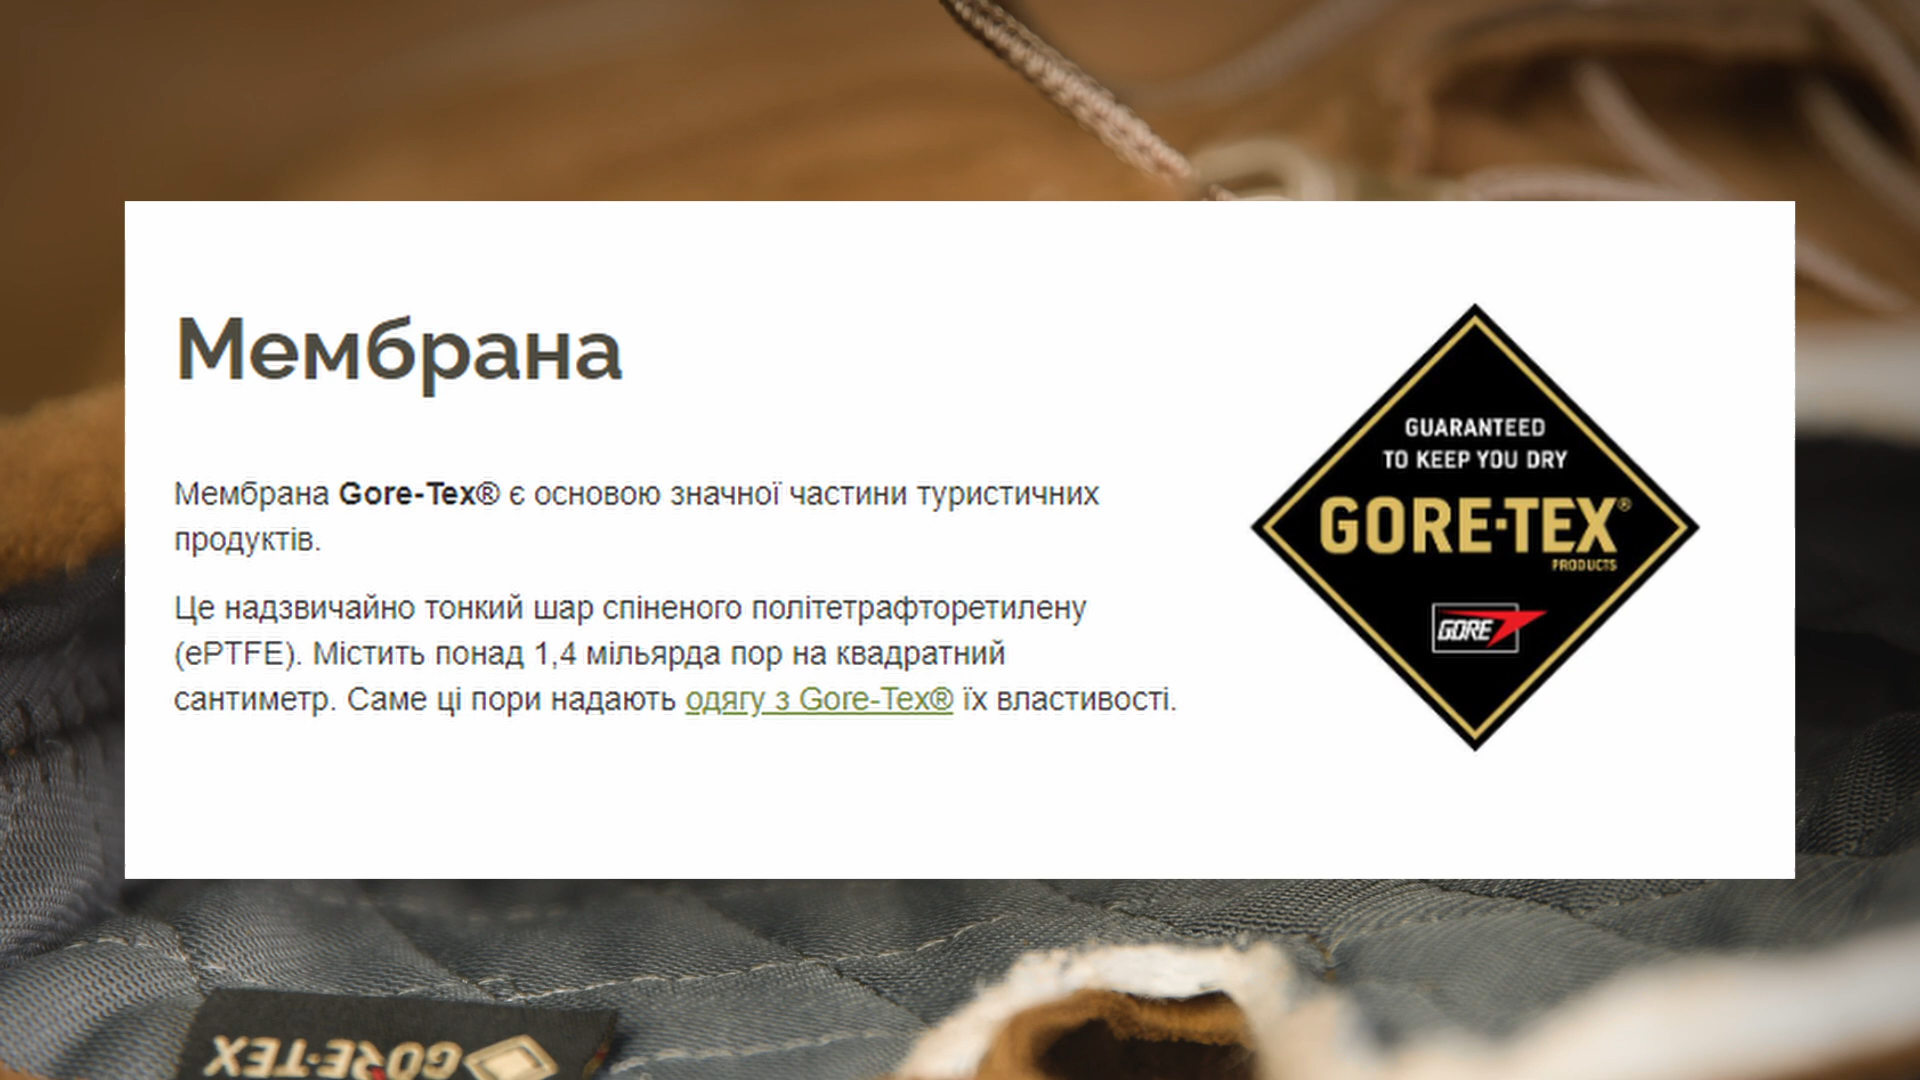 Мембрана
Мембрана Gore-Tex® є основою значної частини туристичних
продуктів.
Це надзвичайно тонкий шар спіненого політетрафторетилену
(ePTFE). Містить понад 1,4 мільярда пор на квадратний
сантиметр. Саме ці пори надають одягу з Gore-Tex® їх властивості.
GUARANTEED
TO KEEP YOU DRY
GORE-TEX®
PRODUCTS
GORE
GORE-TEX